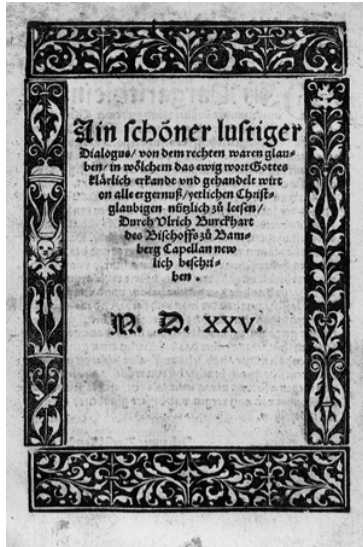 Ain schöner lustiger
Dialogus/ von dem rechten waren glau-
ben/ in wölchem das ewig wort Gottes
klärlich erkandt vnd gehandelt wirt
on alle ergernuß/ yetlichen Christ-
glaubigen nützlich zů leesen/
Durch Vlrich Burckhart
des Bischoffs zů Bam-
berg Capellan new
lich beschri-
ben.
M. D. XXV.